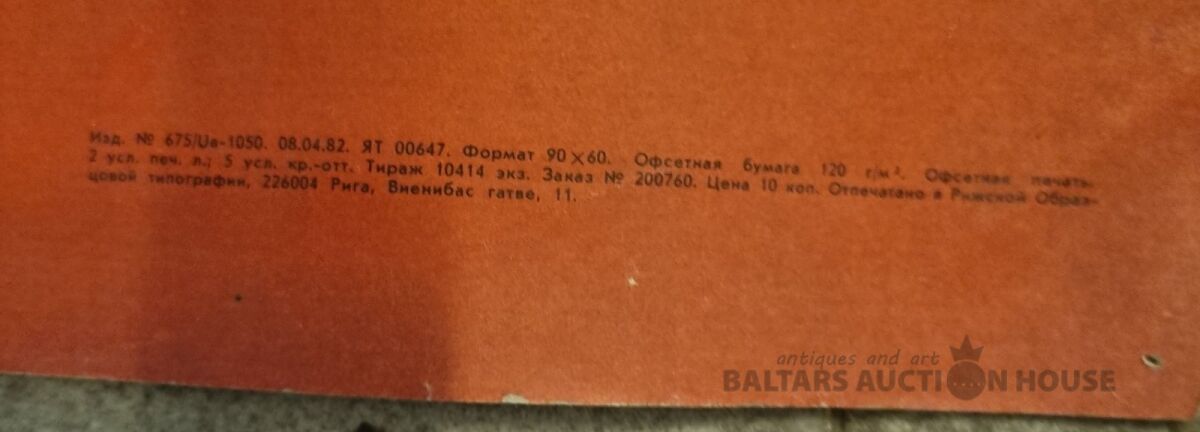 Изд. № 675/Uв-1050. 08.04.82. ЯТ 00647. Формат 90×60. Офсетная бумага 120 г/м². Офсетная печать.
2 усл. печ. л.; 5 усл. кр.-отт. Тираж 10414 экз. Заказ № 200760. Цена 10 коп. Отпечатано в Рижской Образ-
цовой типографии, 226004 Рига, Виенибас гатве, 11.
antiques and art
BALTARS AUCTION HOUSE